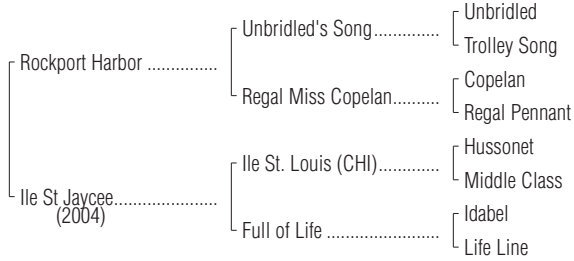 Unbridled
Unbridled's Song..............
Trolley Song
Rockport Harbor ...............
Copelan
Regal Miss Copelan..........
Regal Pennant
Hussonet
Ile St. Louis (CHI).............
Middle Class
Ile St Jaycee......................
(2004)
Idabel
Full of Life ........................
Life Line